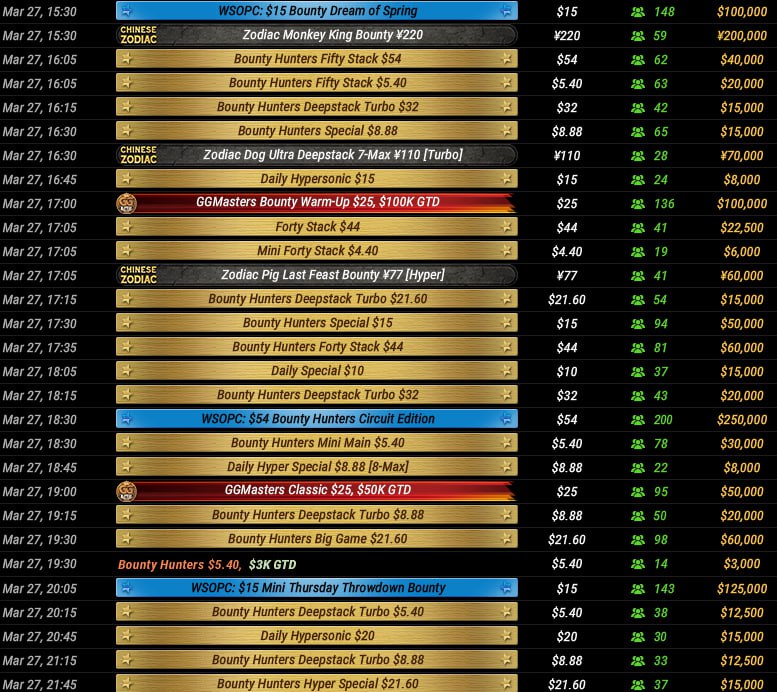 Mar 27, 15:30 WSOPC: $15 Bounty Dream of Spring $15 148 $100,000
Mar 27, 15:30 CHINESE ZODIAC Zodiac Monkey King Bounty ¥220 ¥220 59 ¥200,000
Mar 27, 16:05 Bounty Hunters Fifty Stack $54 $54 62 $40,000
Mar 27, 16:05 Bounty Hunters Fifty Stack $5.40 $5.40 63 $20,000
Mar 27, 16:15 Bounty Hunters Deepstack Turbo $32 $32 42 $15,000
Mar 27, 16:30 Bounty Hunters Special $8.88 $8.88 65 $15,000
Mar 27, 16:30 CHINESE ZODIAC Zodiac Dog Ultra Deepstack 7-Max ¥110 [Turbo] ¥110 28 ¥70,000
Mar 27, 16:45 Daily Hypersonic $15 $15 24 $8,000
Mar 27, 17:00 GGMasters Bounty Warm-Up $25, $100K GTD $25 136 $100,000
Mar 27, 17:05 Forty Stack $44 $44 41 $22,500
Mar 27, 17:05 Mini Forty Stack $4.40 $4.40 19 $6,000
Mar 27, 17:05 CHINESE ZODIAC Zodiac Pig Last Feast Bounty ¥77 [Hyper] ¥77 41 ¥60,000
Mar 27, 17:15 Bounty Hunters Deepstack Turbo $21.60 $21.60 54 $15,000
Mar 27, 17:30 Bounty Hunters Special $15 $15 94 $50,000
Mar 27, 17:35 Bounty Hunters Forty Stack $44 $44 81 $60,000
Mar 27, 18:05 Daily Special $10 $10 37 $15,000
Mar 27, 18:15 Bounty Hunters Deepstack Turbo $32 $32 43 $20,000
Mar 27, 18:30 WSOPC: $54 Bounty Hunters Circuit Edition $54 200 $250,000
Mar 27, 18:30 Bounty Hunters Mini Main $5.40 $5.40 78 $30,000
Mar 27, 18:45 Daily Hyper Special $8.88 [8-Max] $8.88 22 $8,000
Mar 27, 19:00 GGMasters Classic $25, $50K GTD $25 95 $50,000
Mar 27, 19:15 Bounty Hunters Deepstack Turbo $8.88 $8.88 50 $20,000
Mar 27, 19:30 Bounty Hunters Big Game $21.60 $21.60 98 $60,000
Mar 27, 19:30 Bounty Hunters $5.40, $3K GTD $5.40 14 $3,000
Mar 27, 20:05 WSOPC: $15 Mini Thursday Throwdown Bounty $15 143 $125,000
Mar 27, 20:15 Bounty Hunters Deepstack Turbo $5.40 $5.40 38 $12,500
Mar 27, 20:45 Daily Hypersonic $20 $20 30 $15,000
Mar 27, 21:15 Bounty Hunters Deepstack Turbo $8.88 $8.88 33 $12,500
Mar 27, 21:45 Bounty Hunters Hyper Special $21.60 $21.60 37 $15,000